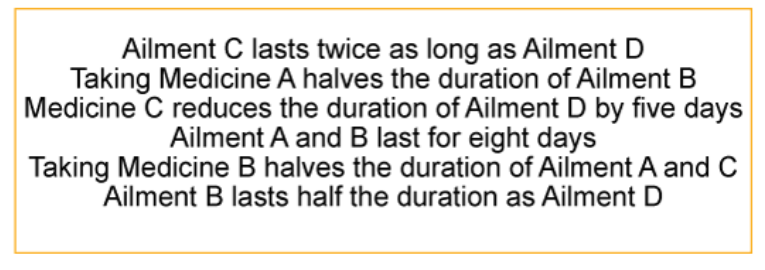 Ailment C lasts twice as long as Ailment D
Taking Medicine A halves the duration of Ailment B
Medicine C reduces the duration of Ailment D by five days
Ailment A and B last for eight days
Taking Medicine B halves the duration of Ailment A and C
Ailment B lasts half the duration as Ailment D